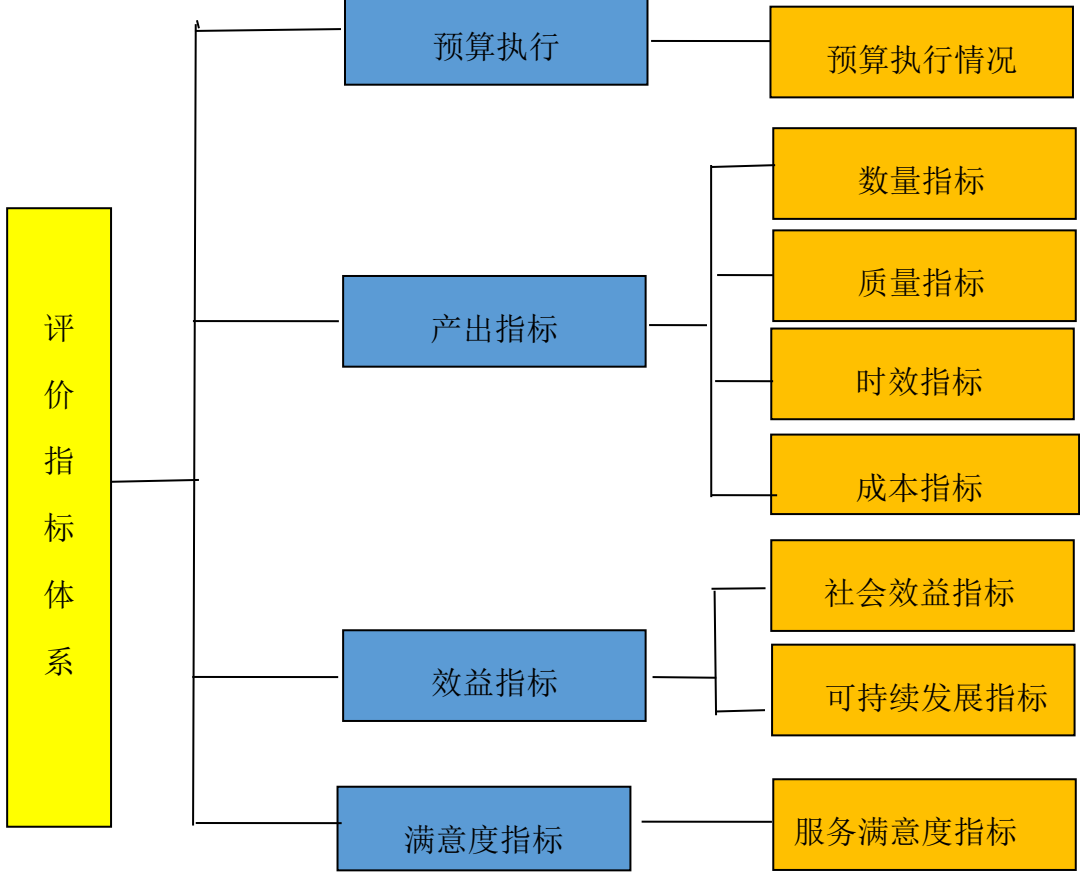 评价指标体系
预算执行
预算执行情况
产出指标
数量指标
质量指标
时效指标
成本指标
效益指标
社会效益指标
可持续发展指标
满意度指标
服务满意度指标